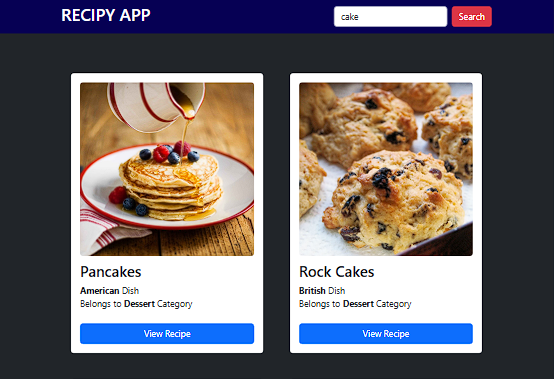 RECIPY APP
cake
Search
Pancakes
American Dish
Belongs to Dessert Category
View Recipe
Rock Cakes
British Dish
Belongs to Dessert Category
View Recipe